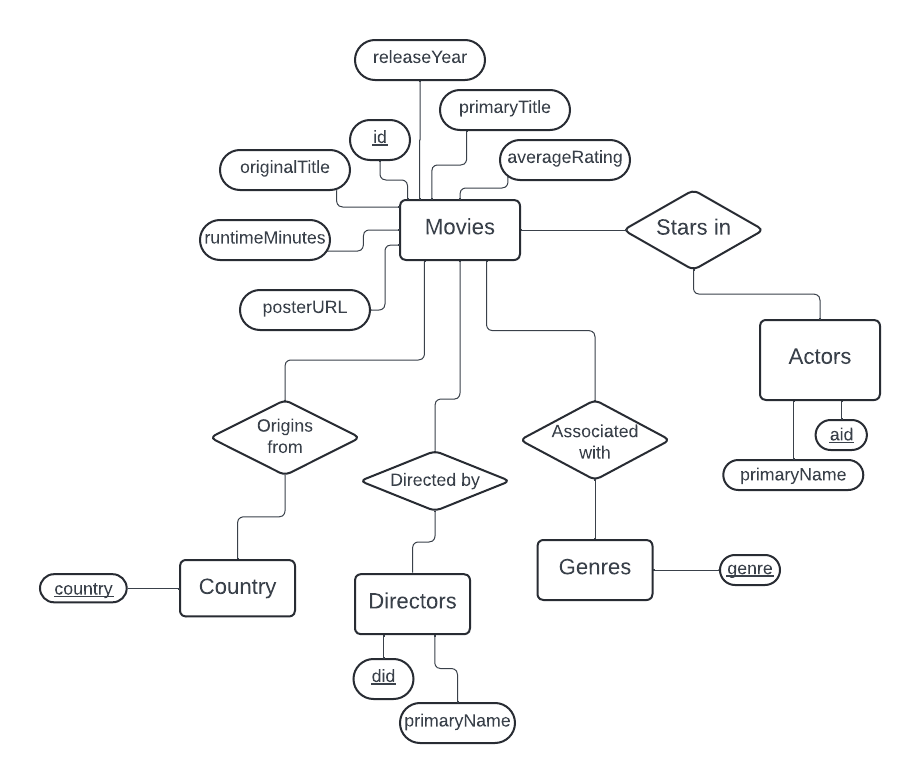 releaseYear
primaryTitle
id
averageRating
originalTitle
Movies
Stars in
runtimeMinutes
posterURL
Actors
Origins
from
Associated
with
aid
Directed by
primaryName
Genres
genre
Country
country
Directors
did
primaryName